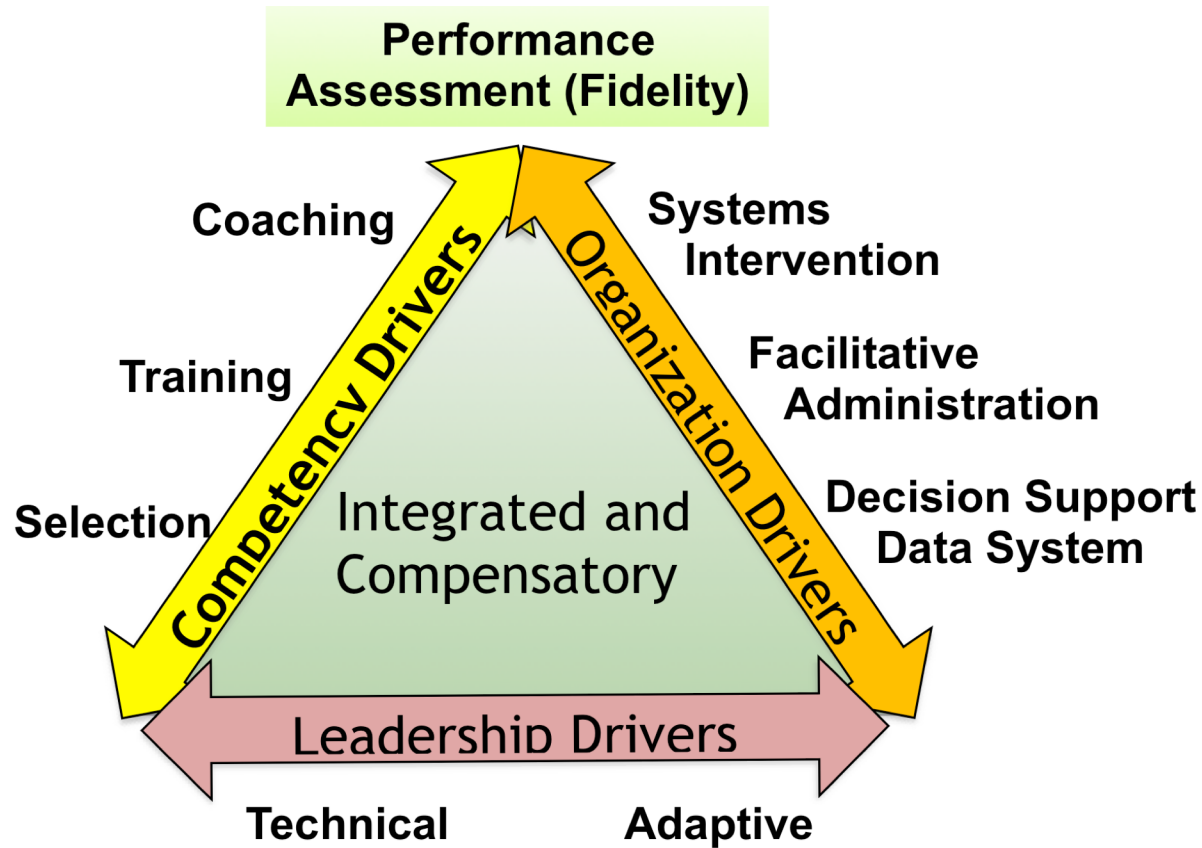 Performance
Assessment (Fidelity)
Coaching
Training
Selection
Competency Drivers
Systems
Intervention
Facilitative
Administration
Decision Support
Data System
Organization Drivers
Integrated and
Compensatory
Leadership Drivers
Technical
Adaptive